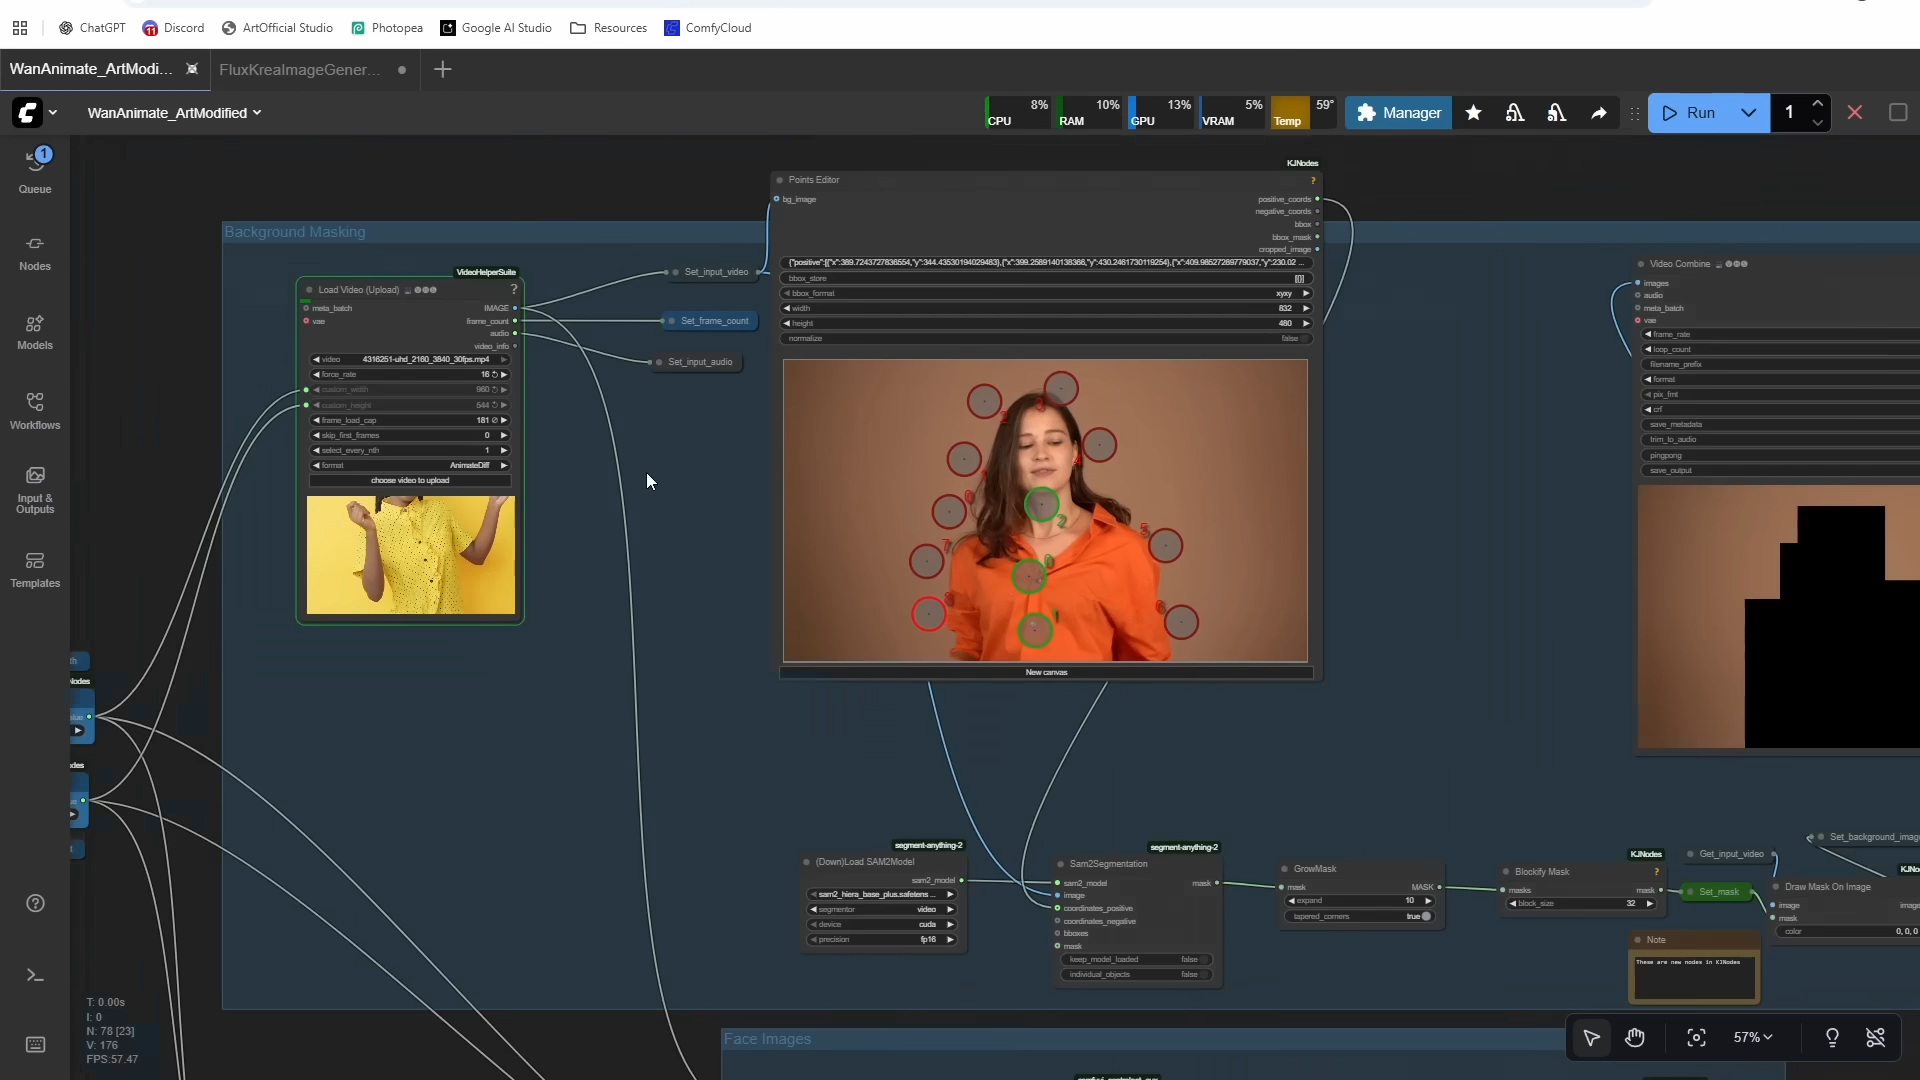 ChatGPT
Discord
ArtOfficial Studio
Photopea
Google AI Studio
Resources
ComfyCloud
WanAnimate_ArtModi...
FluxKreaImageGener...
WanAnimate_ArtModified
8%
CPU
10%
RAM
13%
GPU
5%
VRAM
59°
Temp
Manager
Run
1
1
Queue
Nodes
Models
Workflows
Input &
Outputs
Templates
KJNodes
Points Editor
?
bg_image
positive_coords
negative_coords
bbox
bbox_mask
cropped_image
bbox_store
[{}]
bbox_format
xyxy
width
832
height
480
normalize
false
New canvas
Background Masking
VideoHelperSuite
Load Video (Upload)
?
meta_batch
IMAGE
vae
frame_count
audio
video_info
video
4316251-uhd_2160_3840_30fps.mp4
force_rate
16
custom_width
960
custom_height
544
frame_load_cap
181
skip_first_frames
0
select_every_nth
1
format
AnimateDiff
choose video to upload
Set_input_video
Set_frame_count
Set_input_audio
Video Combine
images
audio
meta_batch
vae
frame_rate
loop_count
filename_prefix
format
pix_fmt
crf
save_metadata
trim_to_audio
pingpong
save_output
segment-anything-2
(Down)Load SAM2Model
sam2_model
sam2_hiera_base_plus.safetens ...
segmentor
video
device
cuda
precision
fp16
segment-anything-2
Sam2Segmentation
sam2_model
mask
image
coordinates_positive
coordinates_negative
bboxes
mask
keep_model_loaded
false
individual_objects
false
GrowMask
mask
MASK
expand
10
tapered_corners
true
KJNodes
Blockify Mask
?
masks
mask
block_size
32
Get_input_video
Set_mask
Set_background_imag
Draw Mask On Image
image
mask
color
0, 0, 0
Note
These are new nodes in KJNodes
Face Images
T: 0.00s
I: 0
N: 78 [23]
V: 176
FPS:57.47
57%